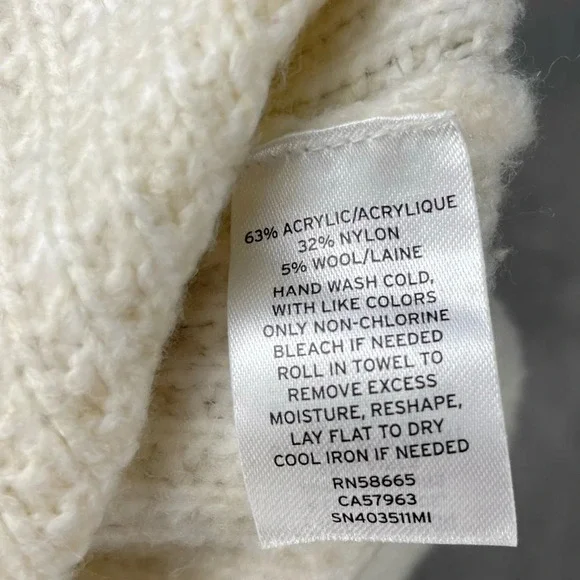 63% ACRYLIC/ACRYLIQUE
32% NYLON
5% WOOL/LAINE
HAND WASH COLD,
WITH LIKE COLORS
ONLY NON-CHLORINE
BLEACH IF NEEDED
ROLL IN TOWEL TO
REMOVE EXCESS
MOISTURE, RESHAPE,
LAY FLAT TO DRY
COOL IRON IF NEEDED
RN58665
CA57963
SN403511MI